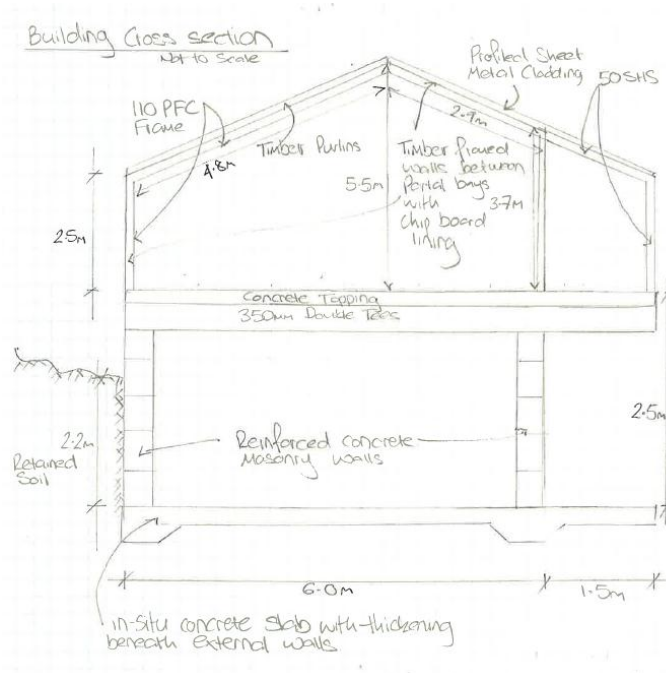 Building Cross section
Not to Scale
110 PFC
Frame
Timber Purlins
4.8m
Profiled Sheet
Metal Cladding
50 SHS
2.9m
Timber framed
walls between
Portal bays
with
chip board
lining
5.5m
3.7m
2.5m
Concrete Topping
350mm Double Tees
2.5m
2.2m
Retained
Soil
Reinforced concrete
Masonry walls
6.0m
1.5m
in-situ concrete slab with thickening
beneath external walls